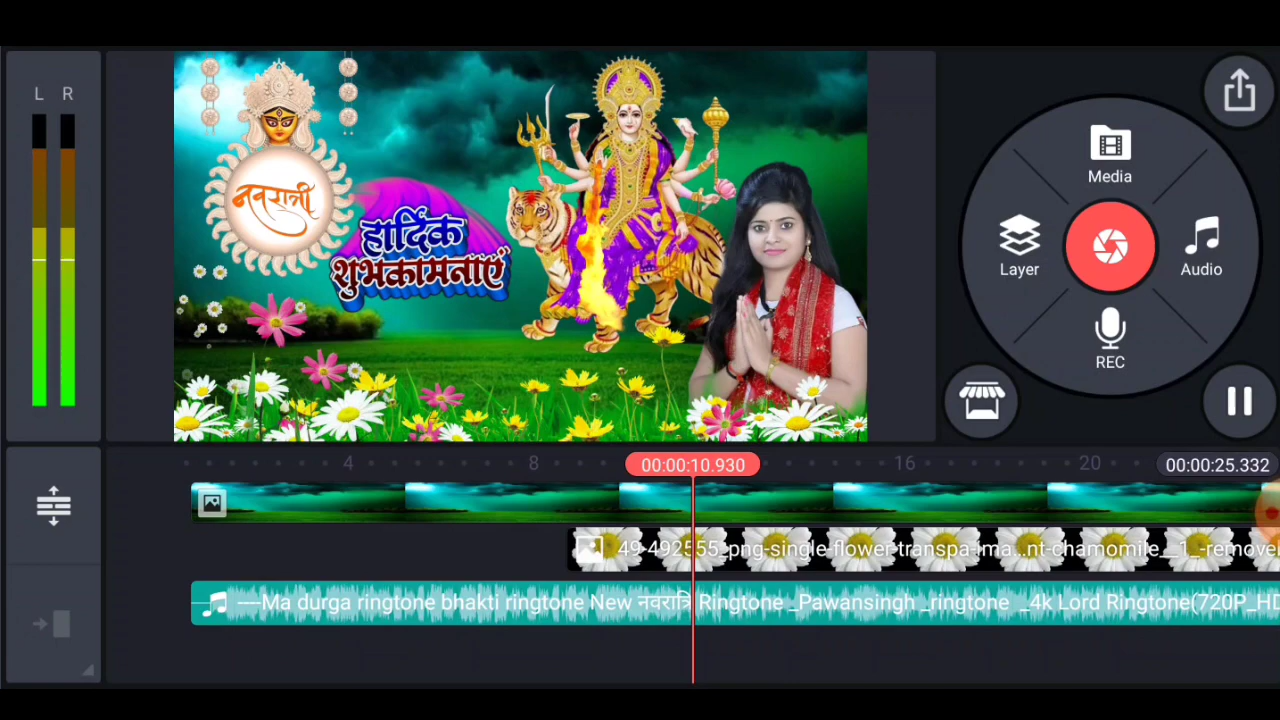 L R
नवरात्री
हार्दिक
शुभकामनाएं
Media
Layer
Audio
REC
4 8 00:00:10.930 16 20 00:00:25.332
49-492555_png-single-flower-transpa-ima...nt-chamomile__1_-remove
Ma durga ringtone bhakti ringtone New नवरात्रि Ringtone _Pawansingh _ringtone _4k Lord Ringtone(720P_HD